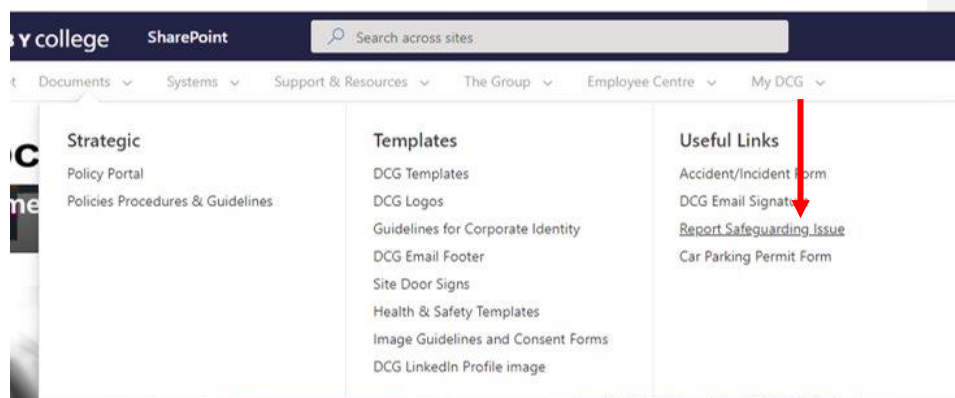 Y college SharePoint Search across sites
Documents Systems Support & Resources The Group Employee Centre My DCG
Strategic
Policy Portal
Policies Procedures & Guidelines
Templates
DCG Templates
DCG Logos
Guidelines for Corporate Identity
DCG Email Footer
Site Door Signs
Health & Safety Templates
Image Guidelines and Consent Forms
DCG LinkedIn Profile image
Useful Links
Accident/Incident Form
DCG Email Signature
Report Safeguarding Issue
Car Parking Permit Form